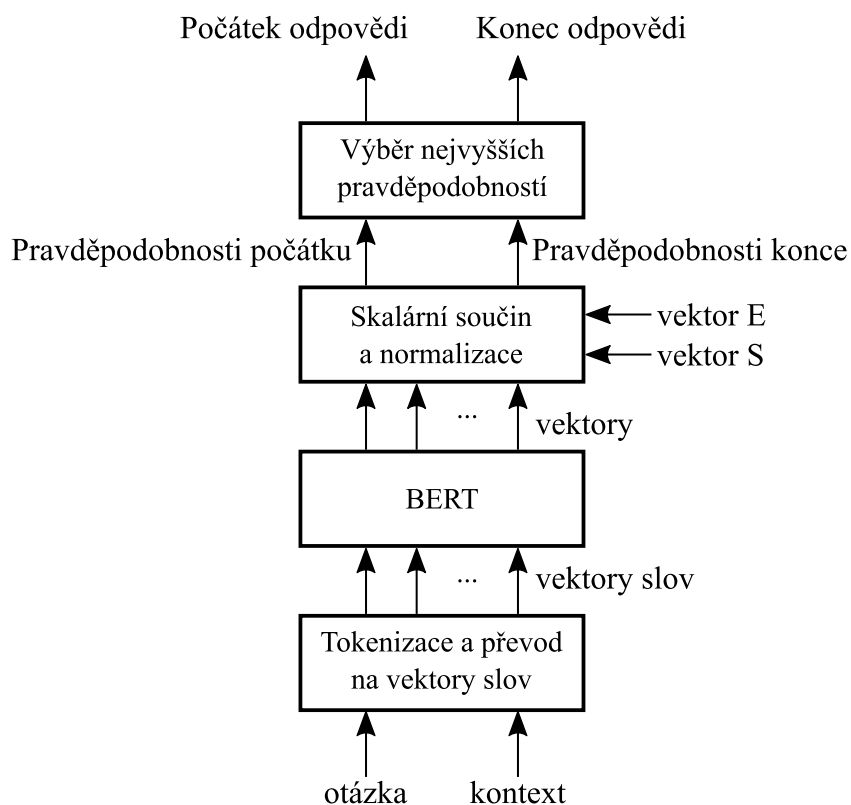 Počátek odpovědi
Konec odpovědi
Výběr nejvyšších
pravděpodobností
Pravděpodobnosti počátku
Pravděpodobnosti konce
Skalární součin
a normalizace
vektor E
vektor S
...
vektory
BERT
...
vektory slov
Tokenizace a převod
na vektory slov
otázka
kontext